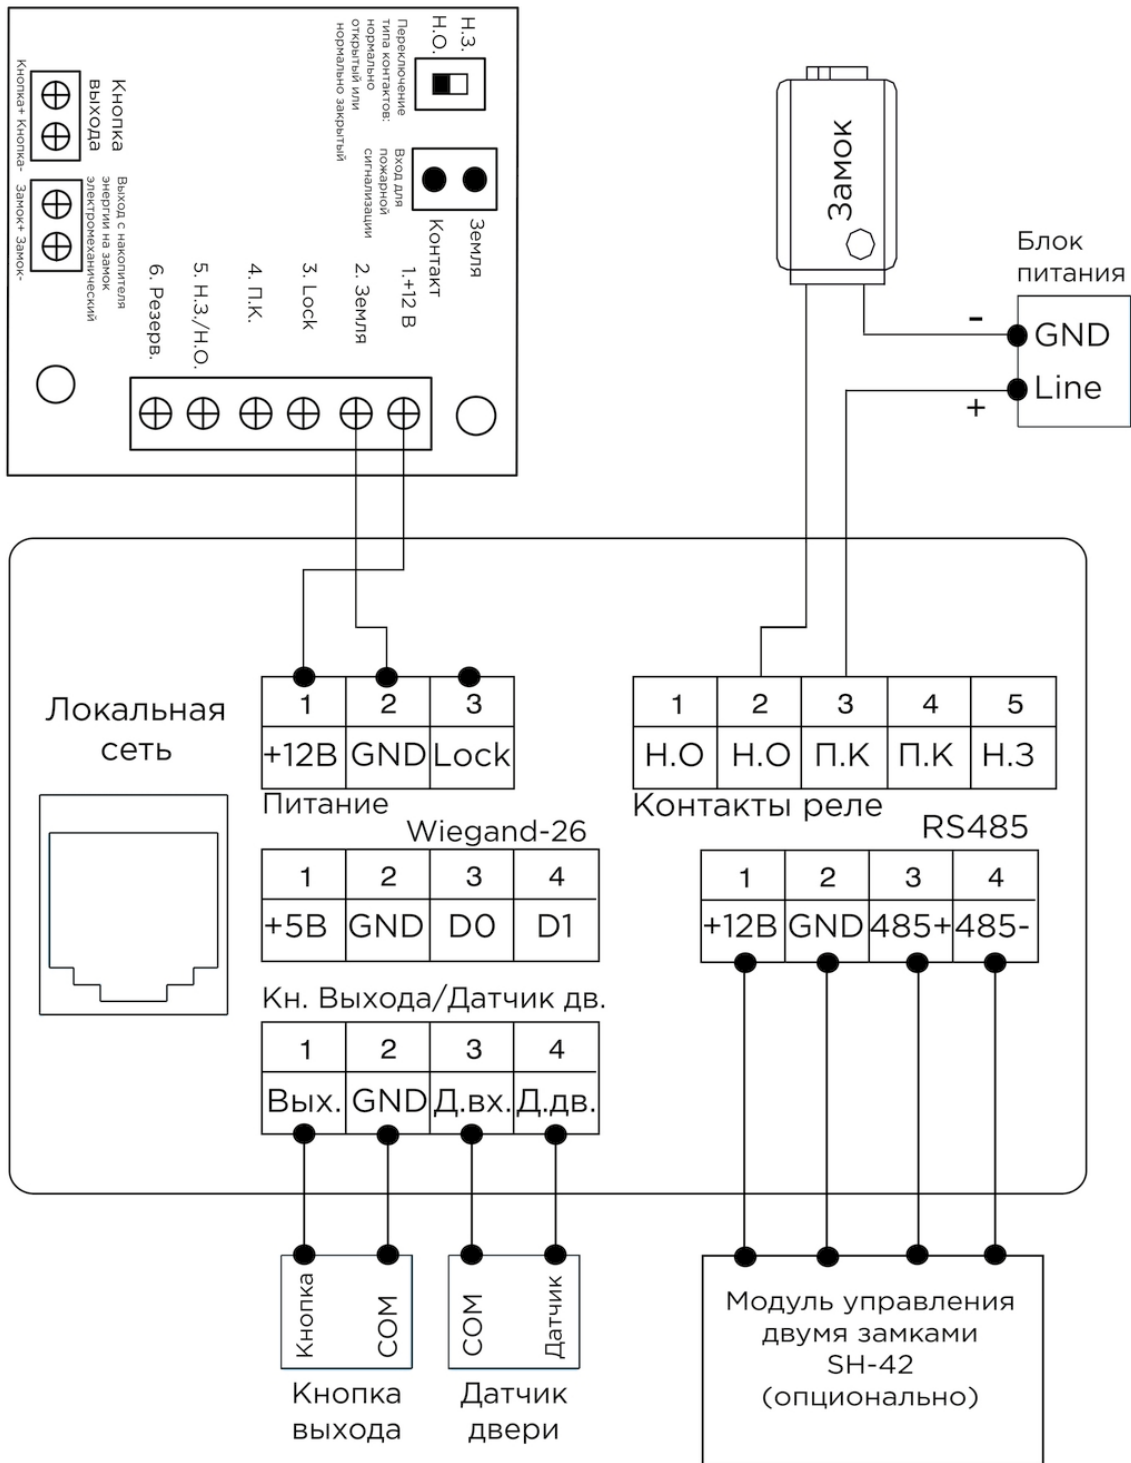 Н.З.
Н.О.
Переключение
типа контактов:
нормально
открытый или
нормально закрытый
Кнопка
выхода
Кнопка+ Кнопка-
Вход для
пожарной
сигнализации
Земля
Контакт
Выход с накопителя
энергии на замок
электромеханический
Замок+ Замок-
6. Резерв.
5. Н.З./Н.О.
4. П.К.
3. Lock
2. Земля
1.+12 В
Замок
Блок
питания
-
GND
Line
+
Локальная
сеть
1 2 3
+12В GND Lock
Питание
1 2 3 4 5
Н.О Н.О П.К П.К Н.З
Контакты реле
Wiegand-26
1 2 3 4
+5В GND D0 D1
RS485
1 2 3 4
+12В GND 485+ 485-
Кн. Выхода/Датчик дв.
1 2 3 4
Вых. GND Д.вх. Д.дв.
Кнопка
COM
COM
Датчик
Кнопка
выхода
Датчик
двери
Модуль управления
двумя замками
SH-42
(опционально)